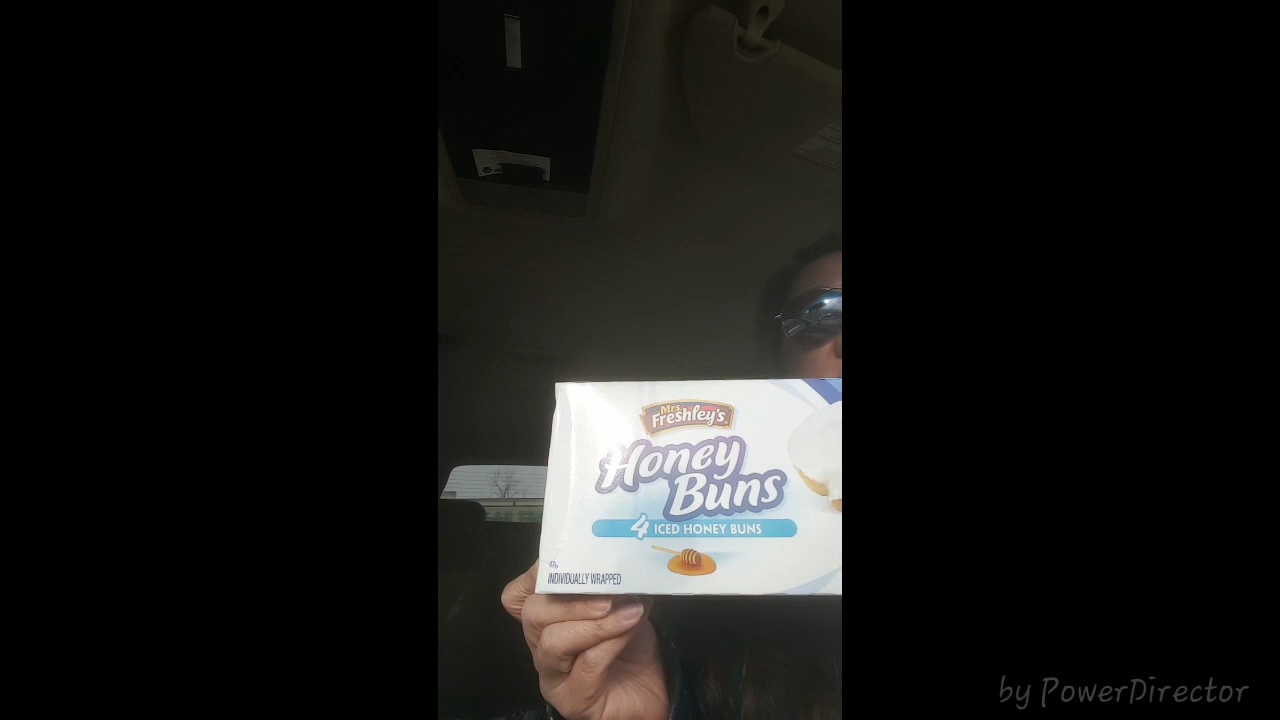 Mrs.
Freshley's
Honey
Buns
4 ICED HONEY BUNS
INDIVIDUALLY WRAPPED
by PowerDirector